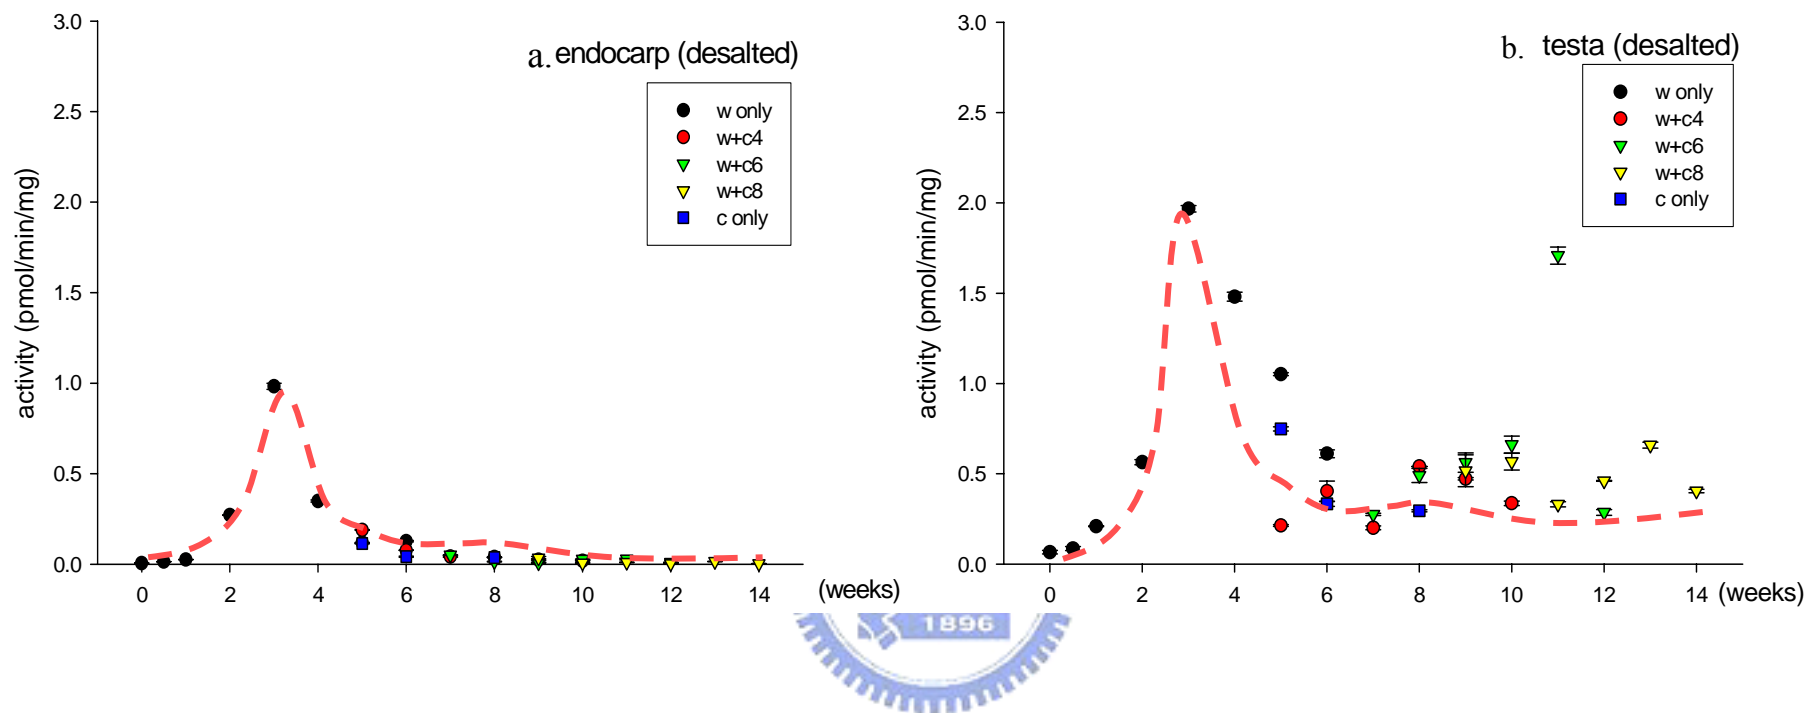 a. endocarp (desalted)
w only
w+c4
w+c6
w+c8
c only
activity (pmol/min/mg)
3.0
2.5
2.0
1.5
1.0
0.5
0.0
0 2 4 6 8 10 12 14 (weeks)
b. testa (desalted)
w only
w+c4
w+c6
w+c8
c only
activity (pmol/min/mg)
3.0
2.5
2.0
1.5
1.0
0.5
0.0
0 2 4 6 8 10 12 14 (weeks)
1896